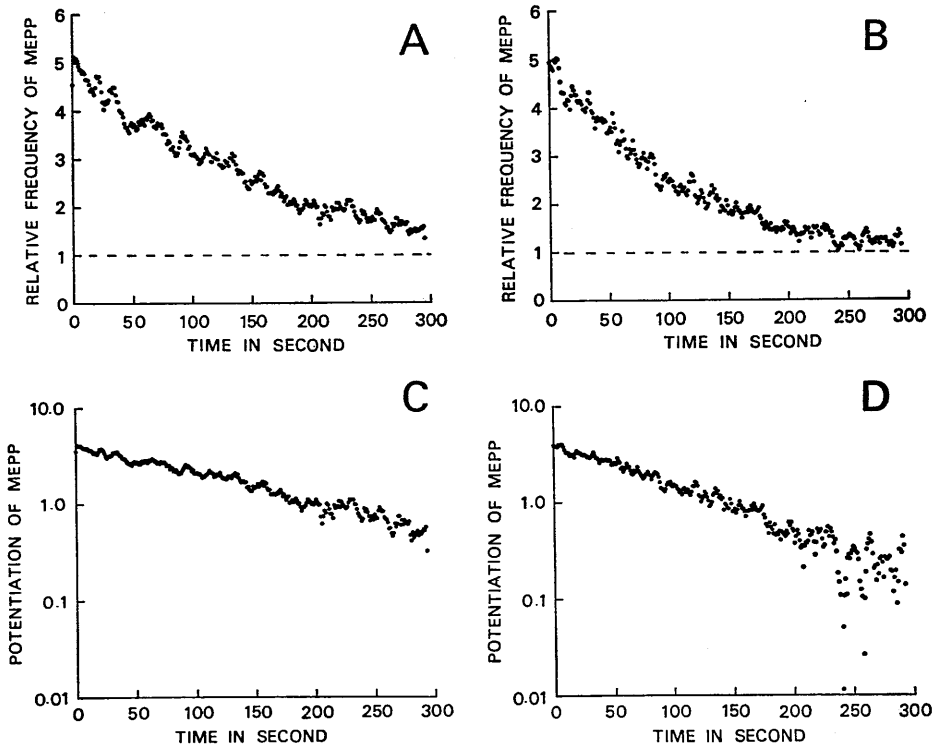 A
RELATIVE FREQUENCY OF MEPP
6
5
4
3
2
1
0
0 50 100 150 200 250 300
TIME IN SECOND
B
RELATIVE FREQUENCY OF MEPP
6
5
4
3
2
1
0
0 50 100 150 200 250 300
TIME IN SECOND
C
POTENTIATION OF MEPP
10.0
1.0
0.1
0.01
0 50 100 150 200 250 300
TIME IN SECOND
D
POTENTIATION OF MEPP
10.0
1.0
0.1
0.01
0 50 100 150 200 250 300
TIME IN SECOND